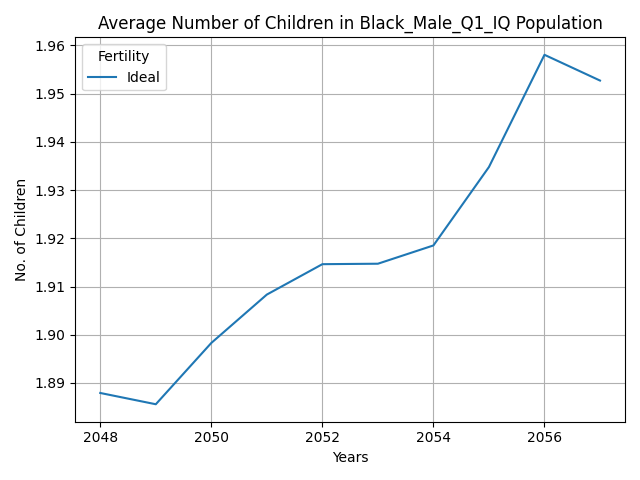 Average Number of Children in Black_Male_Q1_IQ Population
Fertility
Ideal
No. of Children
1.96
1.95
1.94
1.93
1.92
1.91
1.90
1.89
2048
2050
2052
2054
2056
Years